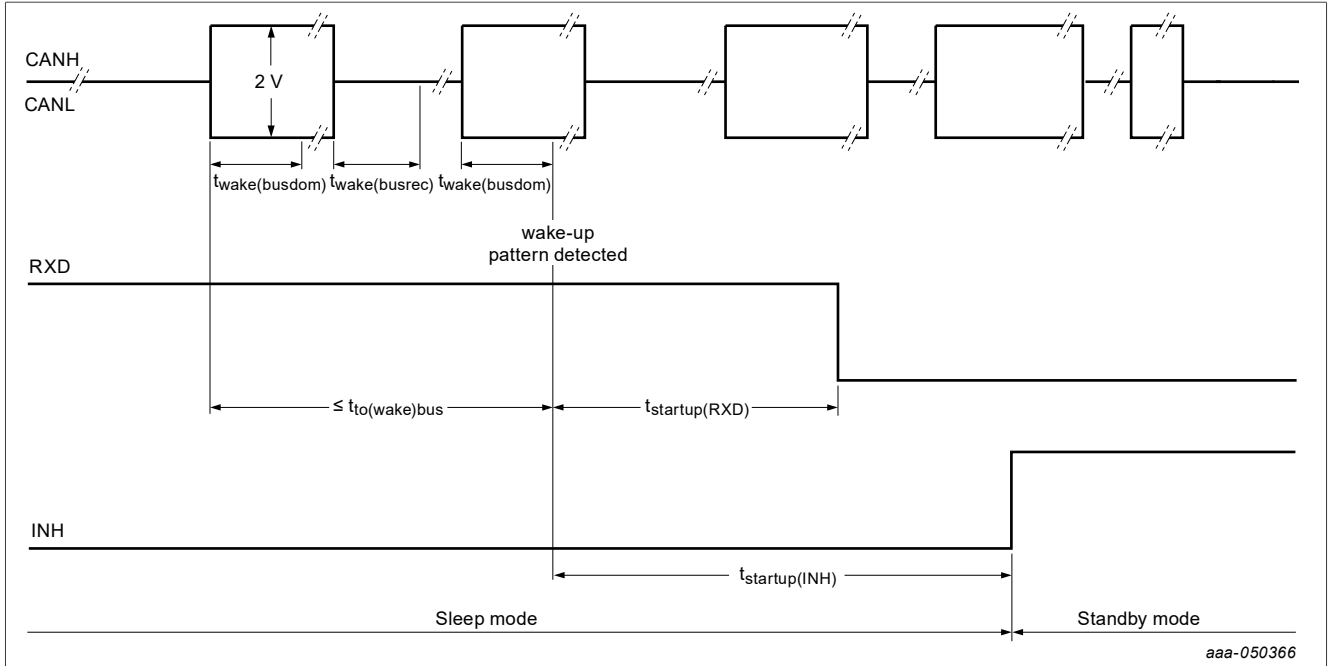 CANH
2 V
CANL
twake(busdom) twake(busrec) twake(busdom)
wake-up
pattern detected
RXD
≤ tto(wake)bus
tstartup(RXD)
INH
tstartup(INH)
Sleep mode
Standby mode
aaa-050366